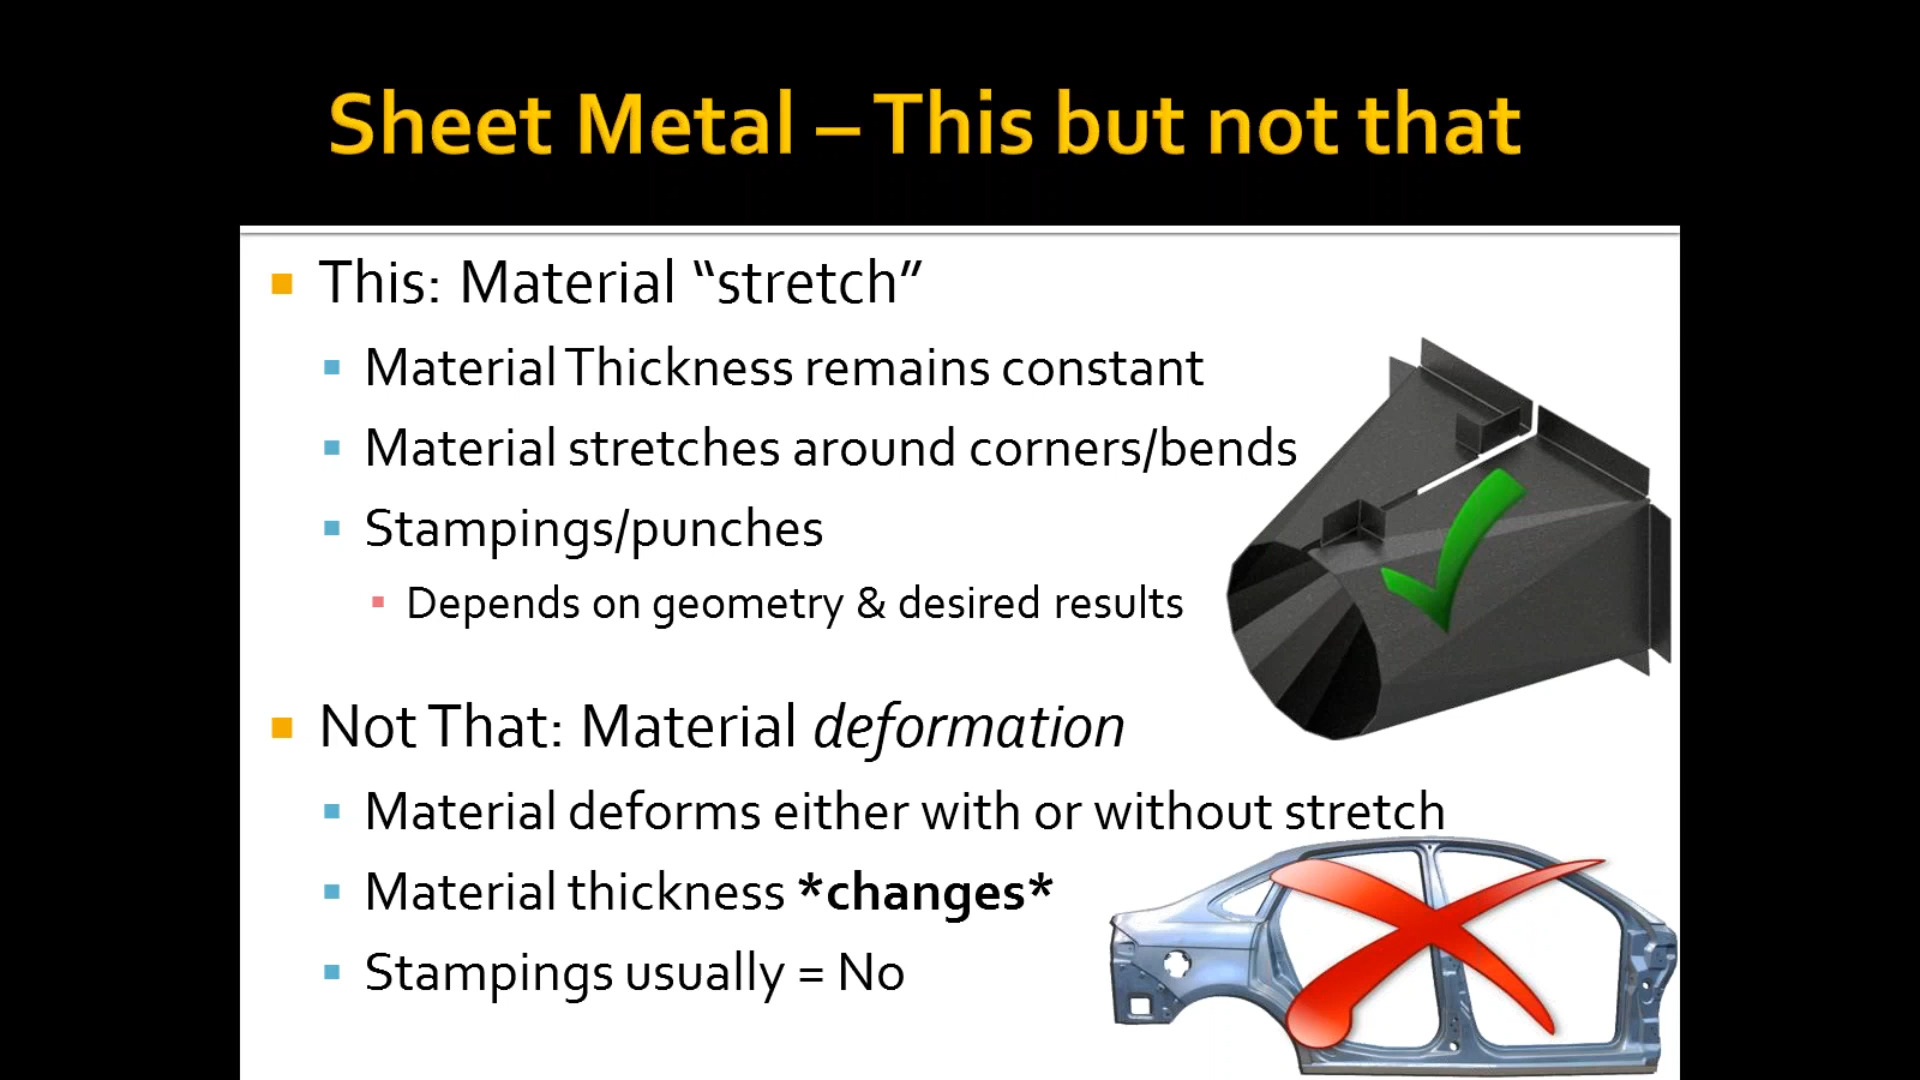 Sheet Metal – This but not that
This: Material “stretch”
Material Thickness remains constant
Material stretches around corners/bends
Stampings/punches
Depends on geometry & desired results
Not That: Material deformation
Material deforms either with or without stretch
Material thickness *changes*
Stampings usually = No